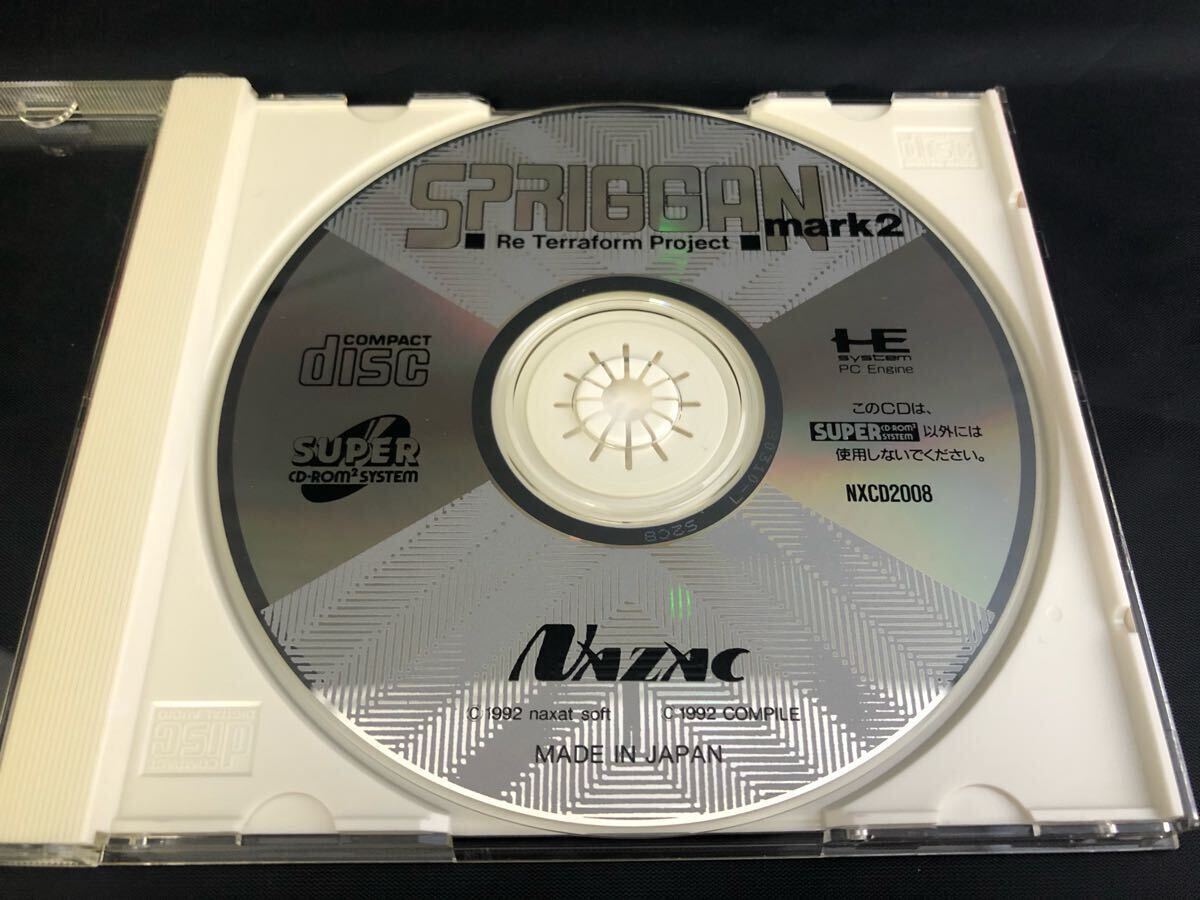 SPRIGGAN
mark2
Re Terraform Project
COMPACT
disc
SUPER
CD-ROM² SYSTEM
HE
system
PC Engine
このCDは、
SUPER CD-ROM² SYSTEM 以外には
使用しないでください。
NXCD2008
NAZAC
© 1992 naxat soft © 1992 COMPILE
MADE IN JAPAN
disc